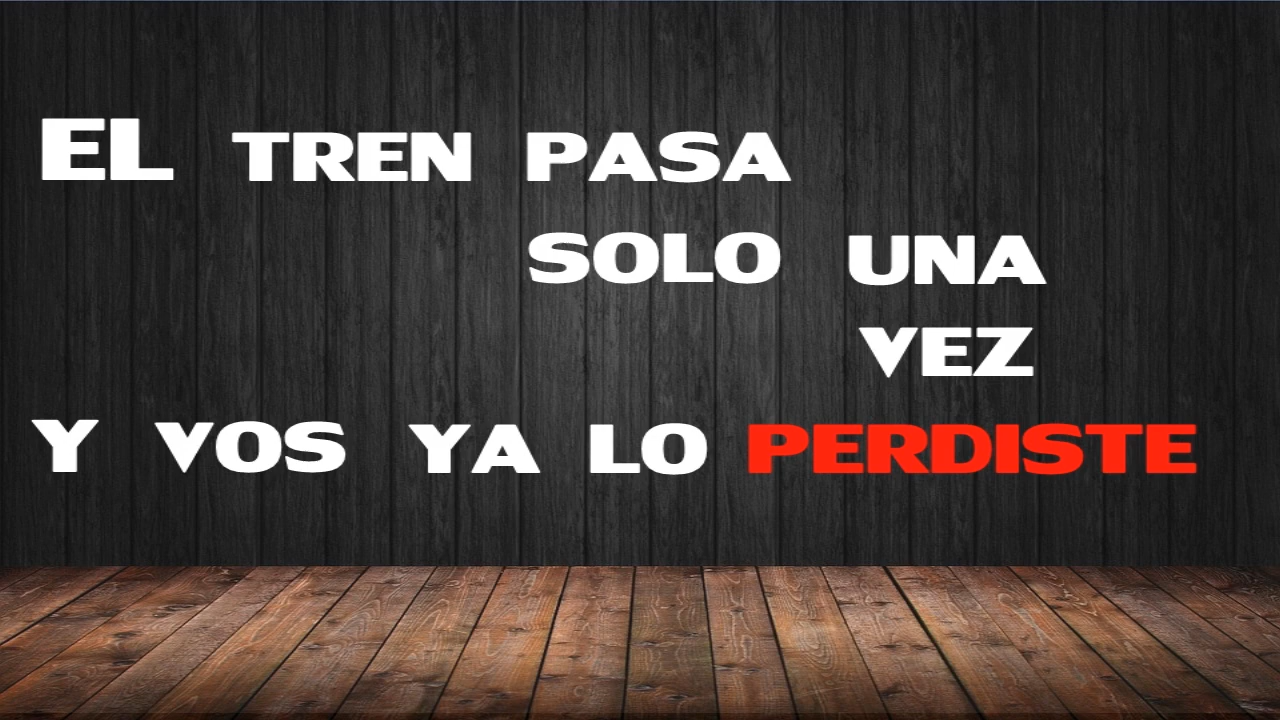 EL TREN PASA
SOLO UNA
VEZ
Y VOS YA LO PERDISTE